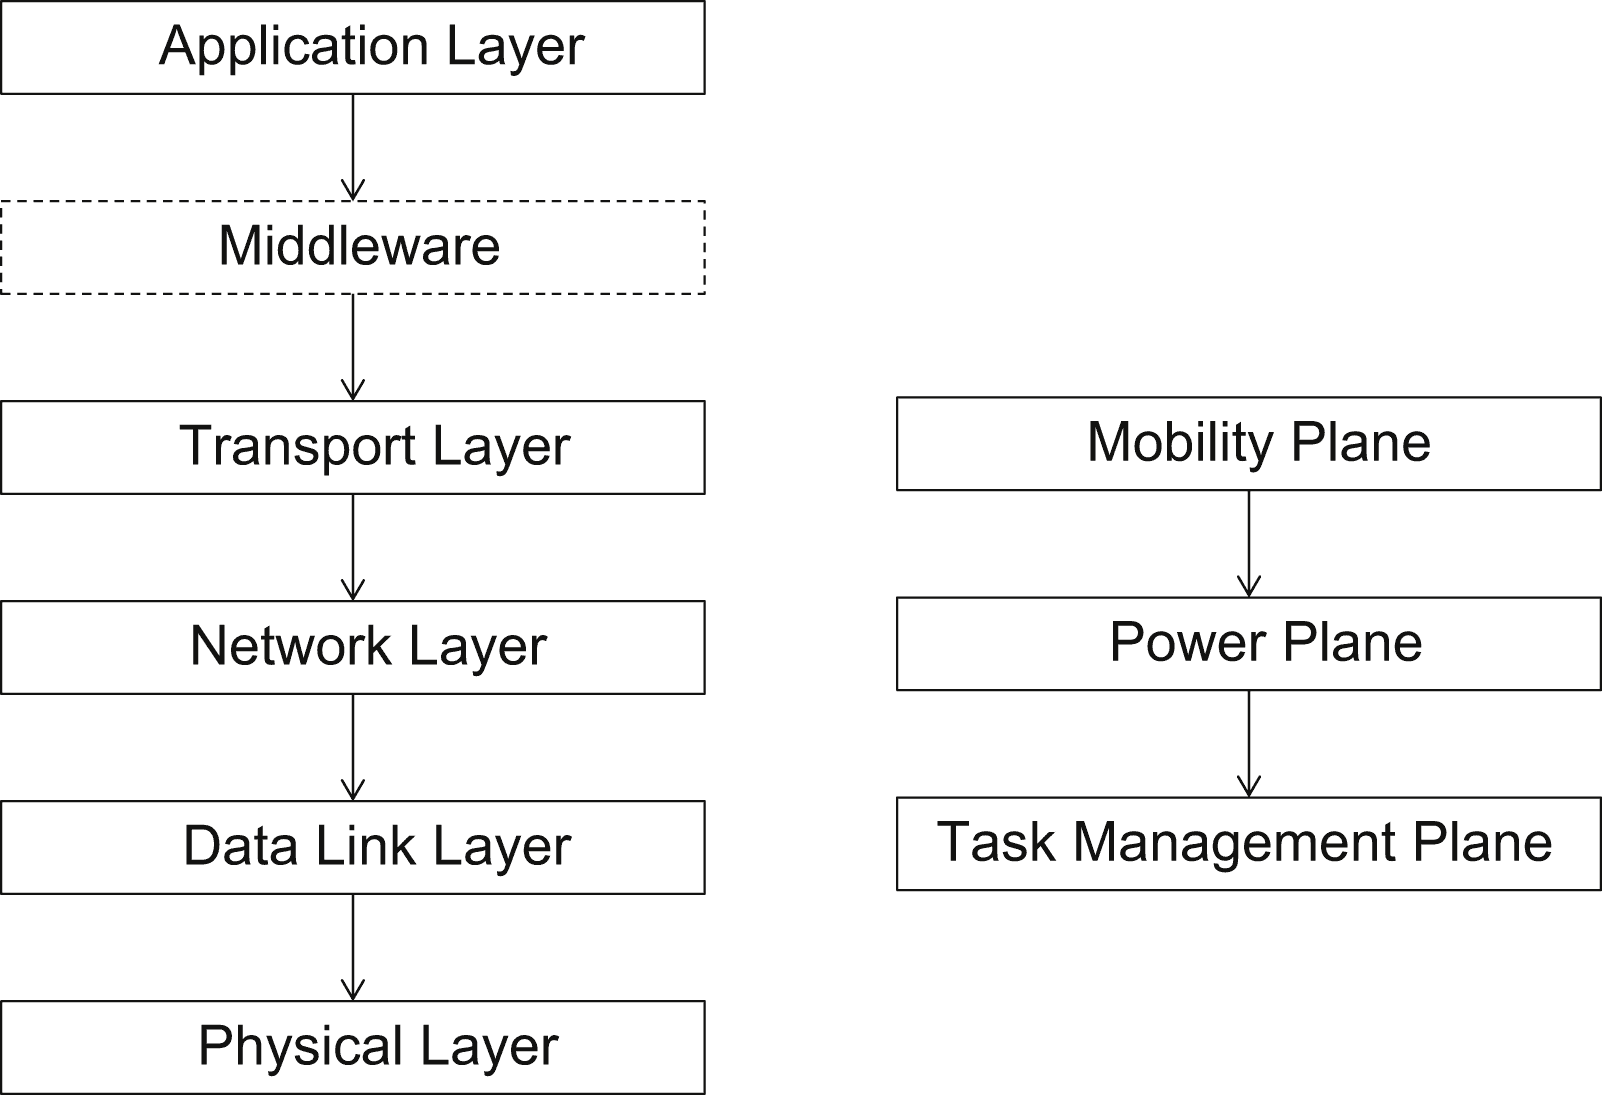 Application Layer
Middleware
Transport Layer
Network Layer
Data Link Layer
Physical Layer
Mobility Plane
Power Plane
Task Management Plane